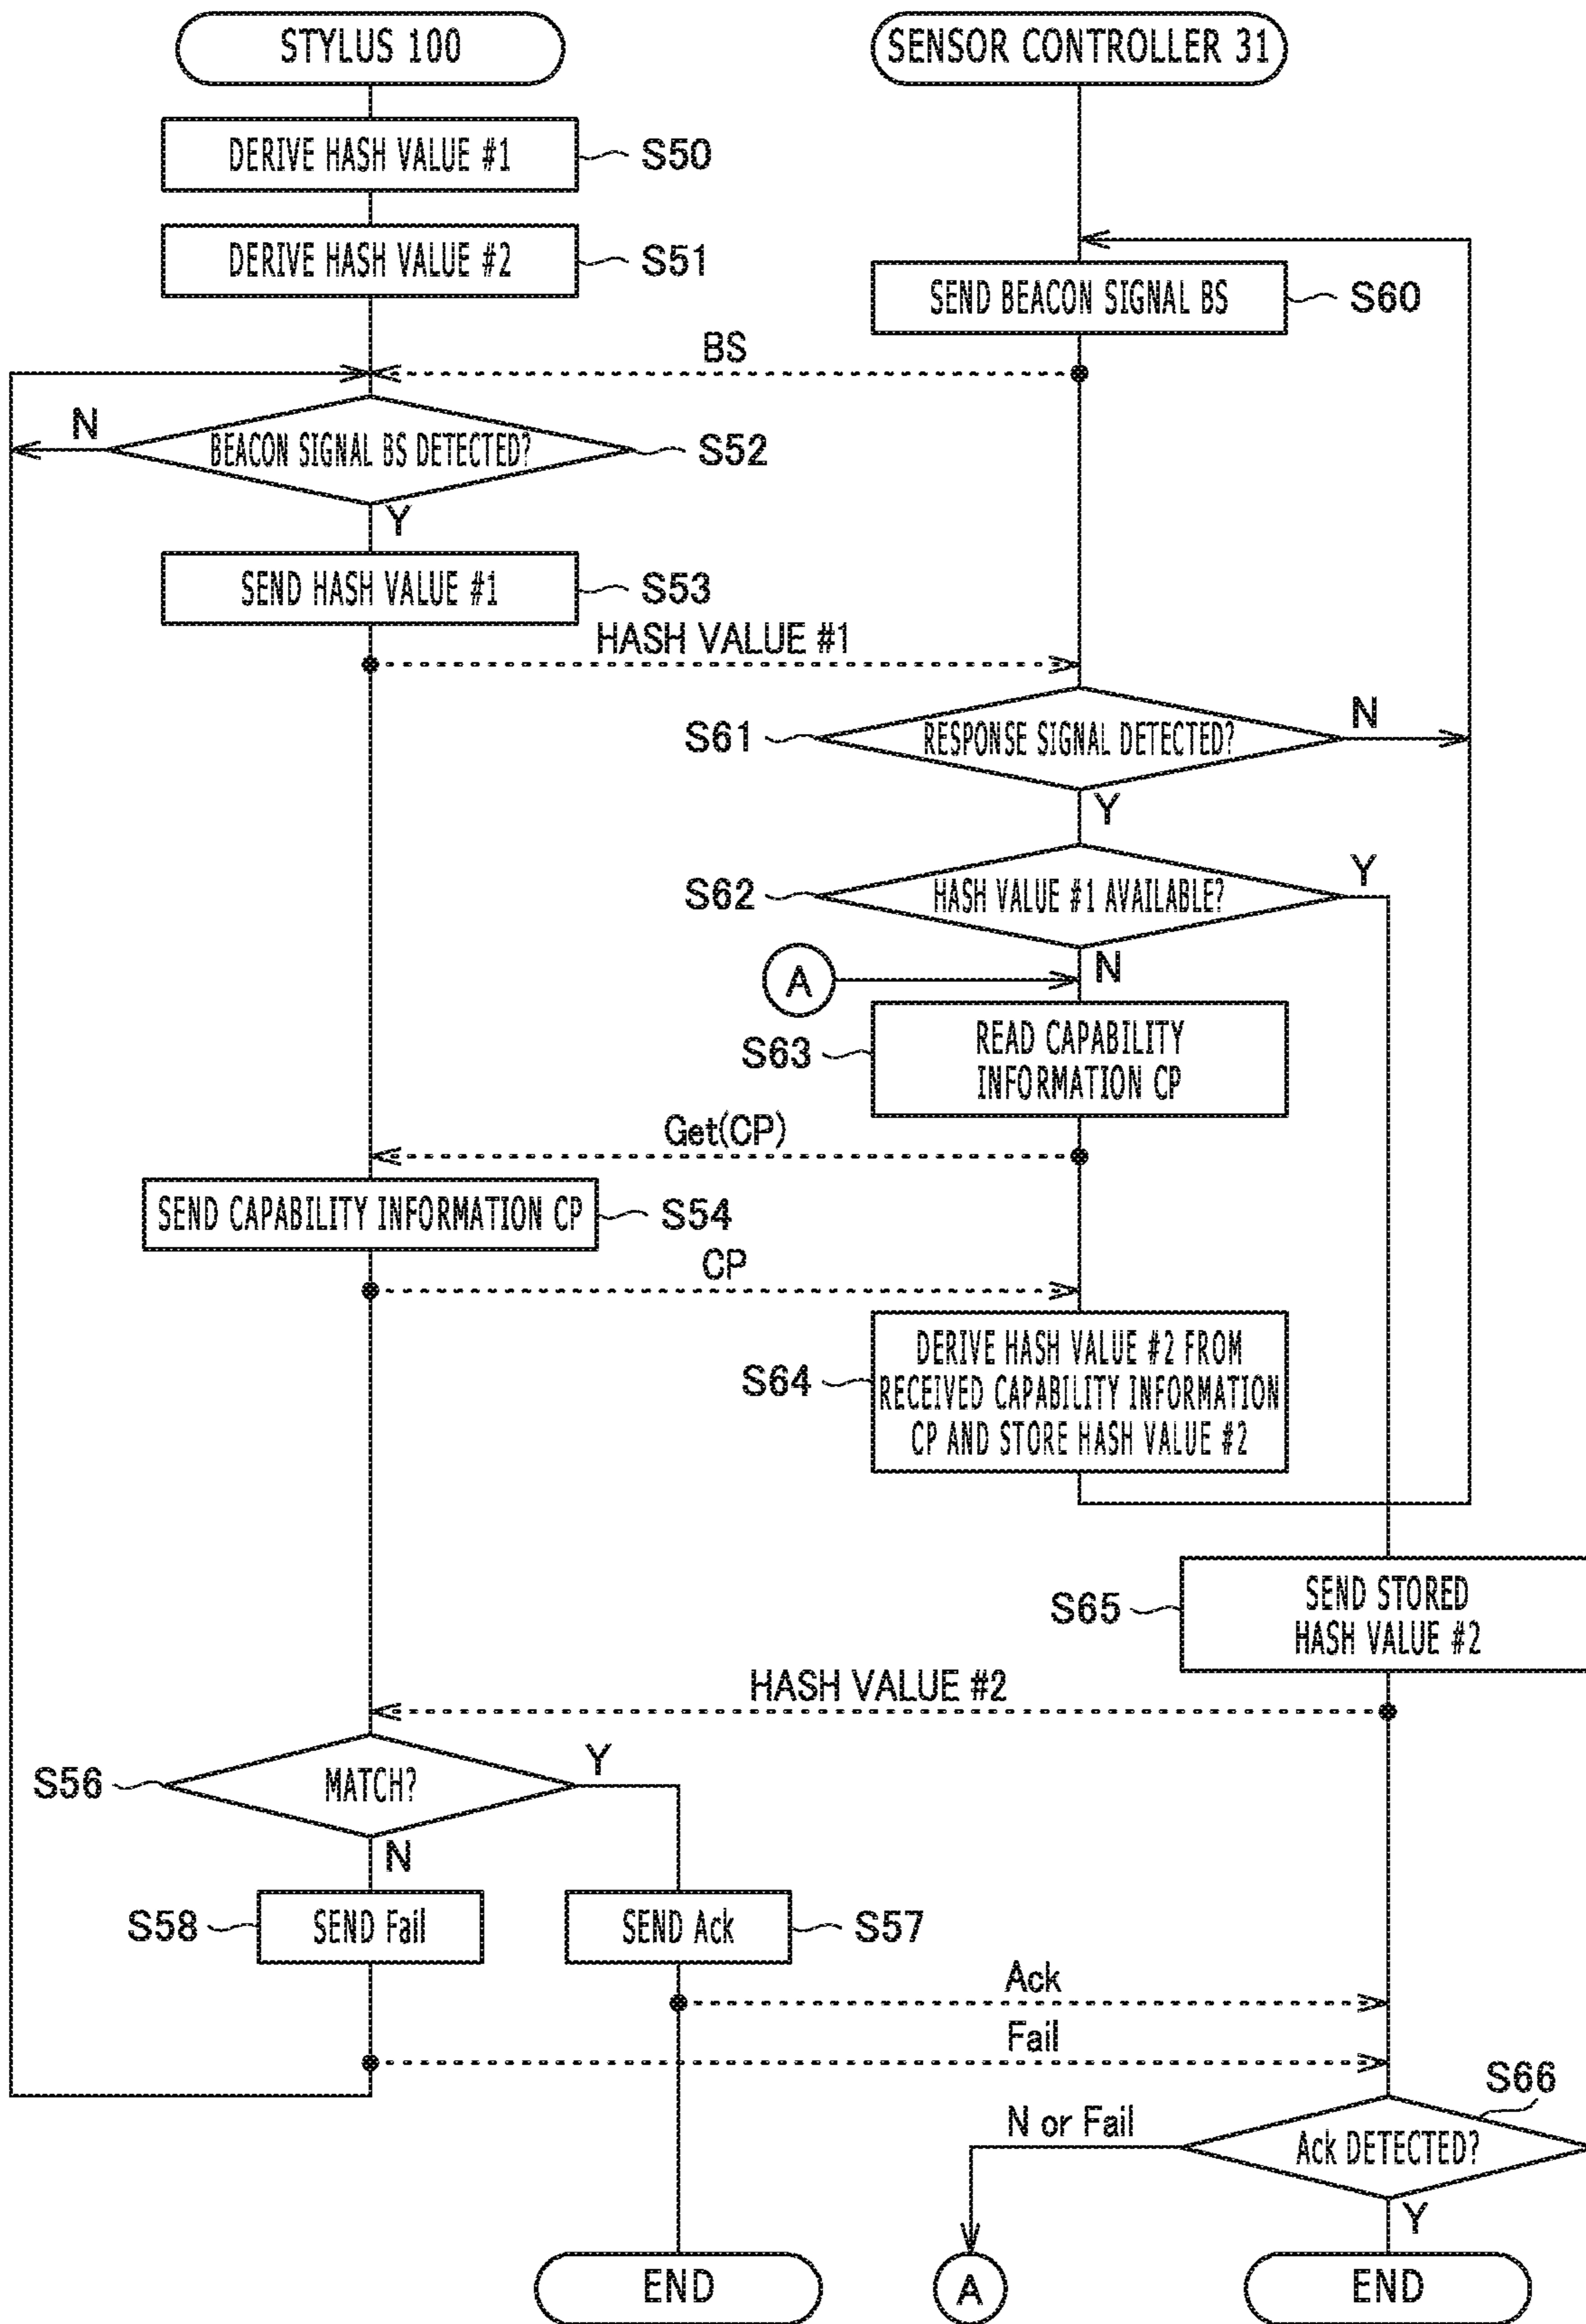 STYLUS 100
SENSOR CONTROLLER 31
DERIVE HASH VALUE #1
S50
DERIVE HASH VALUE #2
S51
SEND BEACON SIGNAL BS
S60
BS
N
BEACON SIGNAL BS DETECTED?
S52
Y
SEND HASH VALUE #1
S53
HASH VALUE #1
S61
RESPONSE SIGNAL DETECTED?
N
Y
S62
HASH VALUE #1 AVAILABLE?
Y
N
A
S63
READ CAPABILITY
INFORMATION CP
Get(CP)
SEND CAPABILITY INFORMATION CP
S54
CP
S64
DERIVE HASH VALUE #2 FROM
RECEIVED CAPABILITY INFORMATION
CP AND STORE HASH VALUE #2
S65
SEND STORED
HASH VALUE #2
HASH VALUE #2
S56
MATCH?
Y
N
S58
SEND Fail
SEND Ack
S57
Ack
Fail
S66
N or Fail
Ack DETECTED?
Y
END
A
END